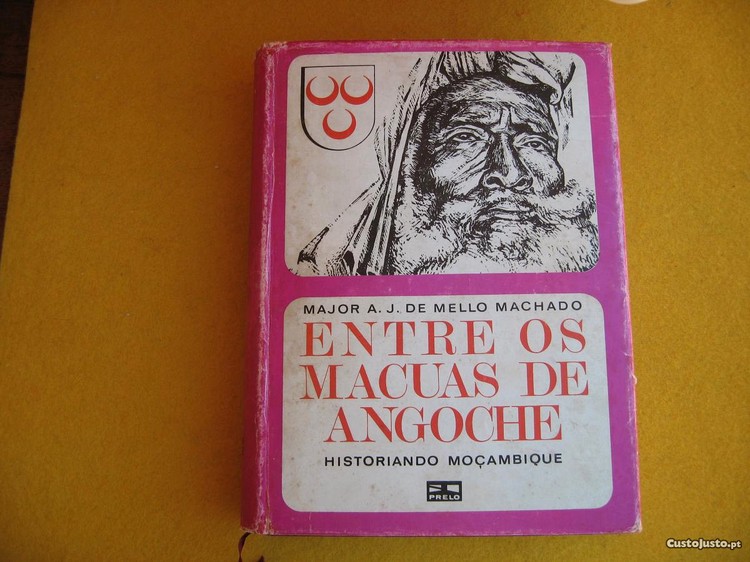 MAJOR A. J. DE MELLO MACHADO
ENTRE OS
MACUAS DE
ANGOCHE
HISTORIANDO MOÇAMBIQUE
PRELO
CustoJusto.pt